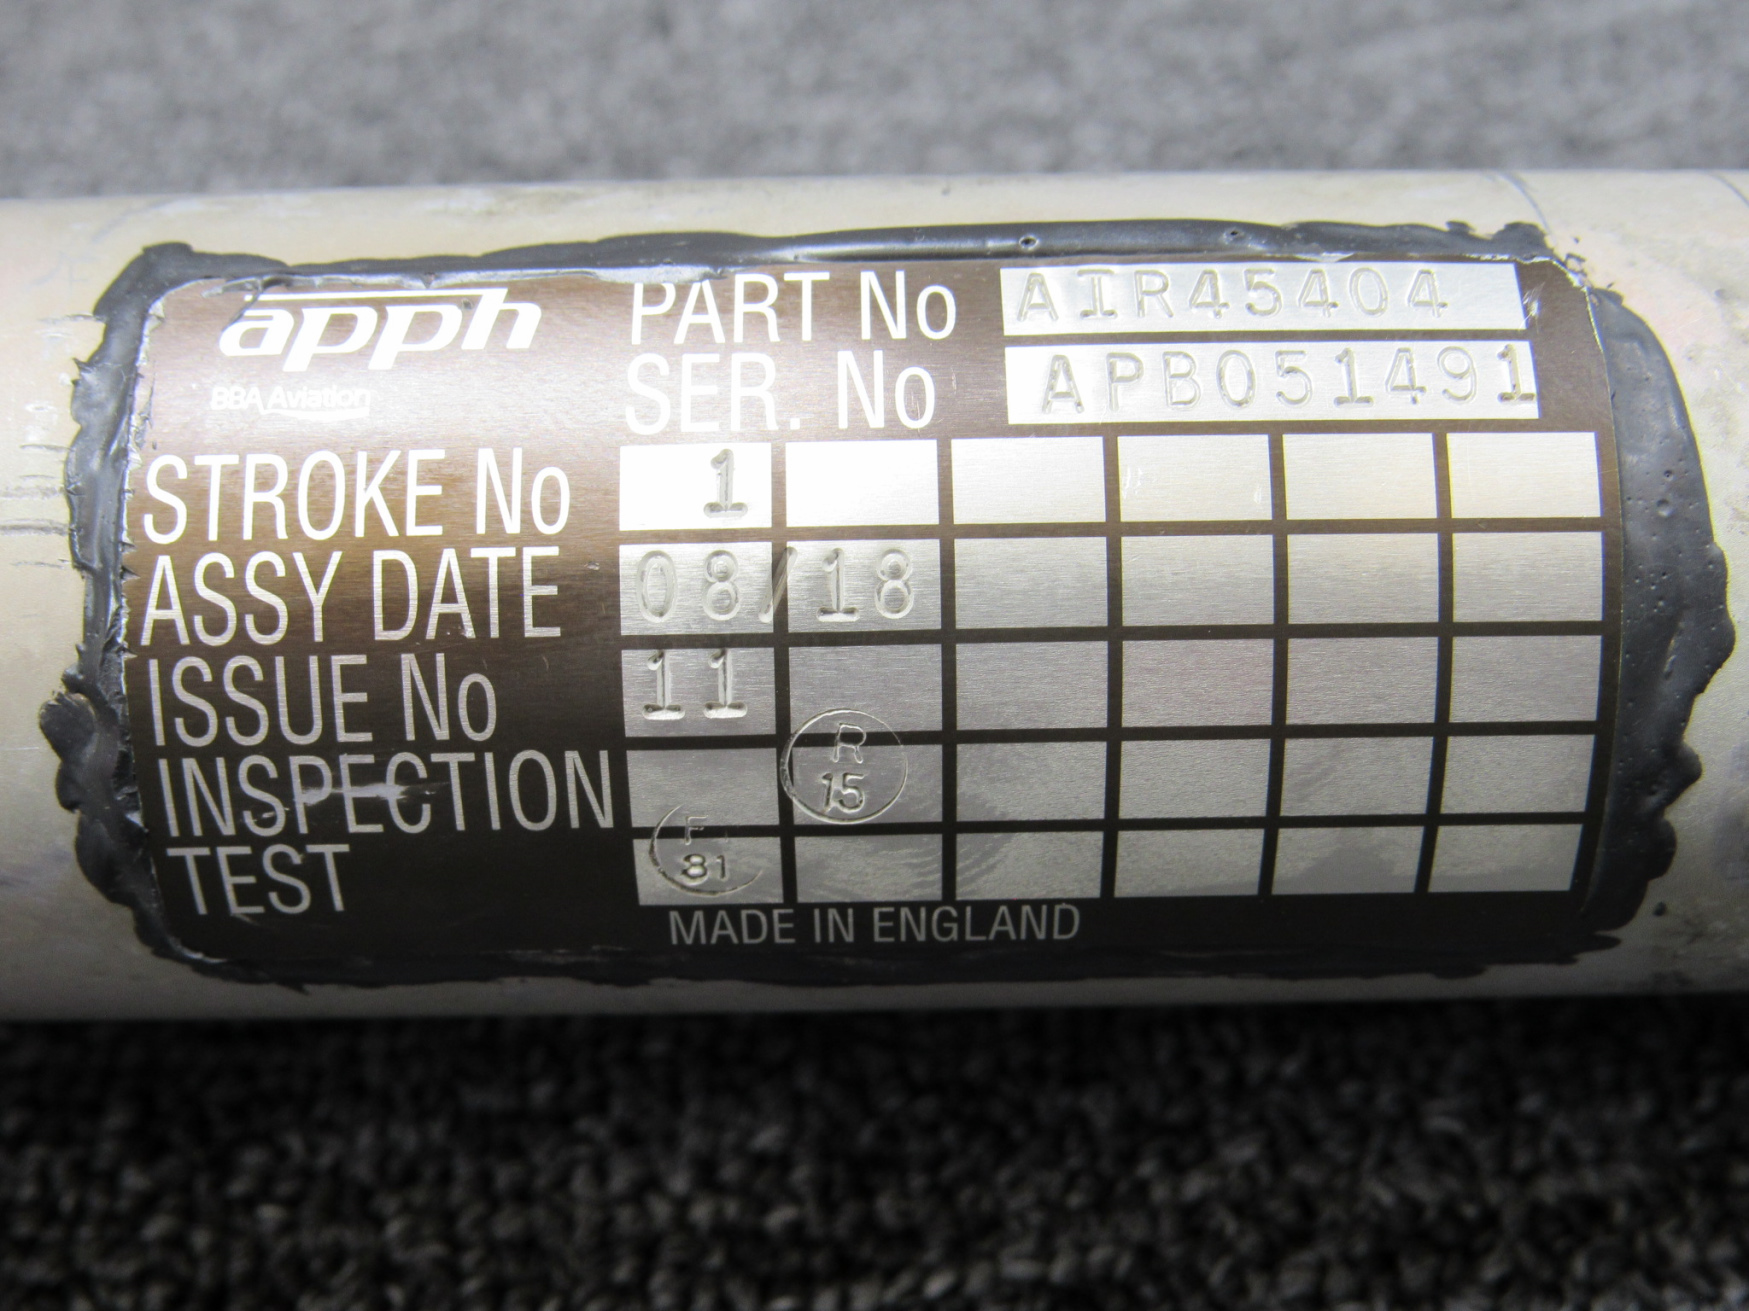 apph
BBA Aviation
PART No AIR45404
SER. No APB051491
STROKE No 1
ASSY DATE 08/18
ISSUE No 11
INSPECTION R 15
TEST F 81
MADE IN ENGLAND